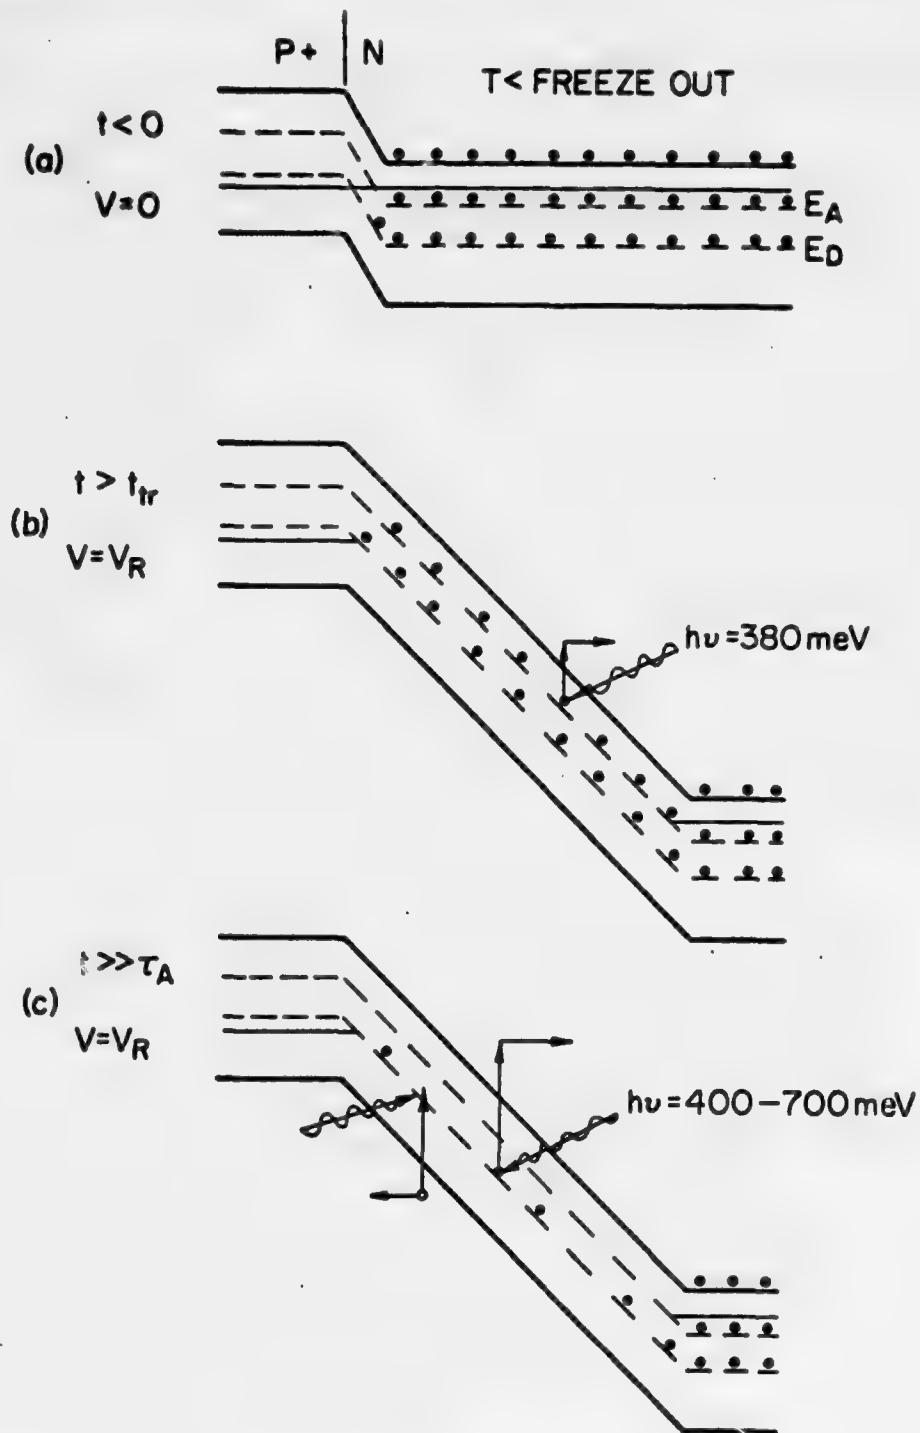 P+ N
T< FREEZE OUT
(a) t<0
V=0
E_A
E_D
(b) t > t_tr
V=V_R
hυ=380meV
(c) t>>τ_A
V=V_R
hυ=400-700meV